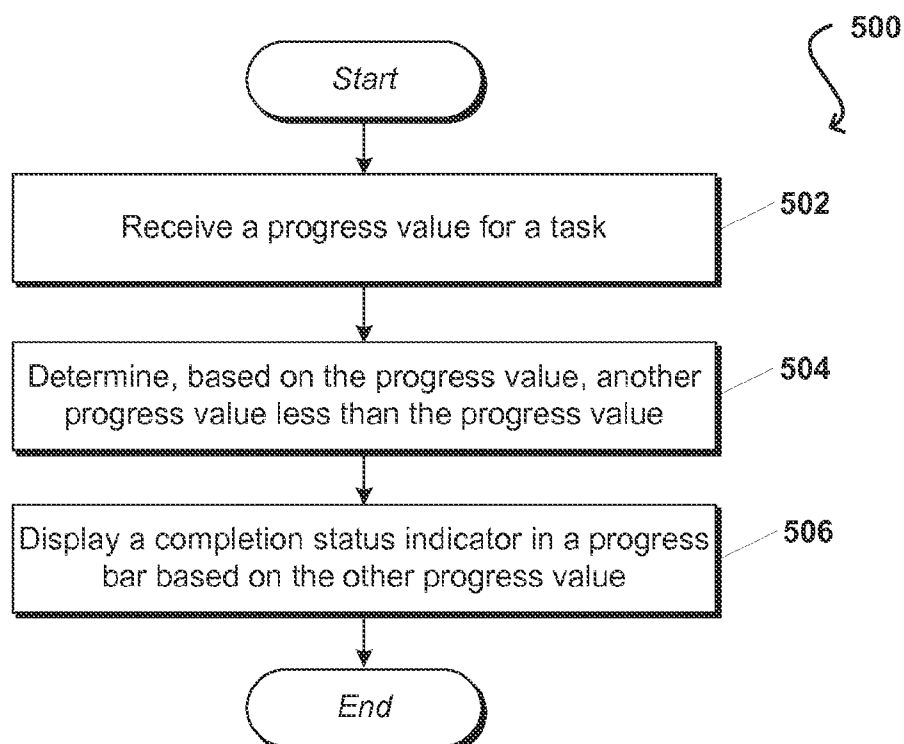 500
Start
Receive a progress value for a task
502
Determine, based on the progress value, another
progress value less than the progress value
504
Display a completion status indicator in a progress
bar based on the other progress value
506
End